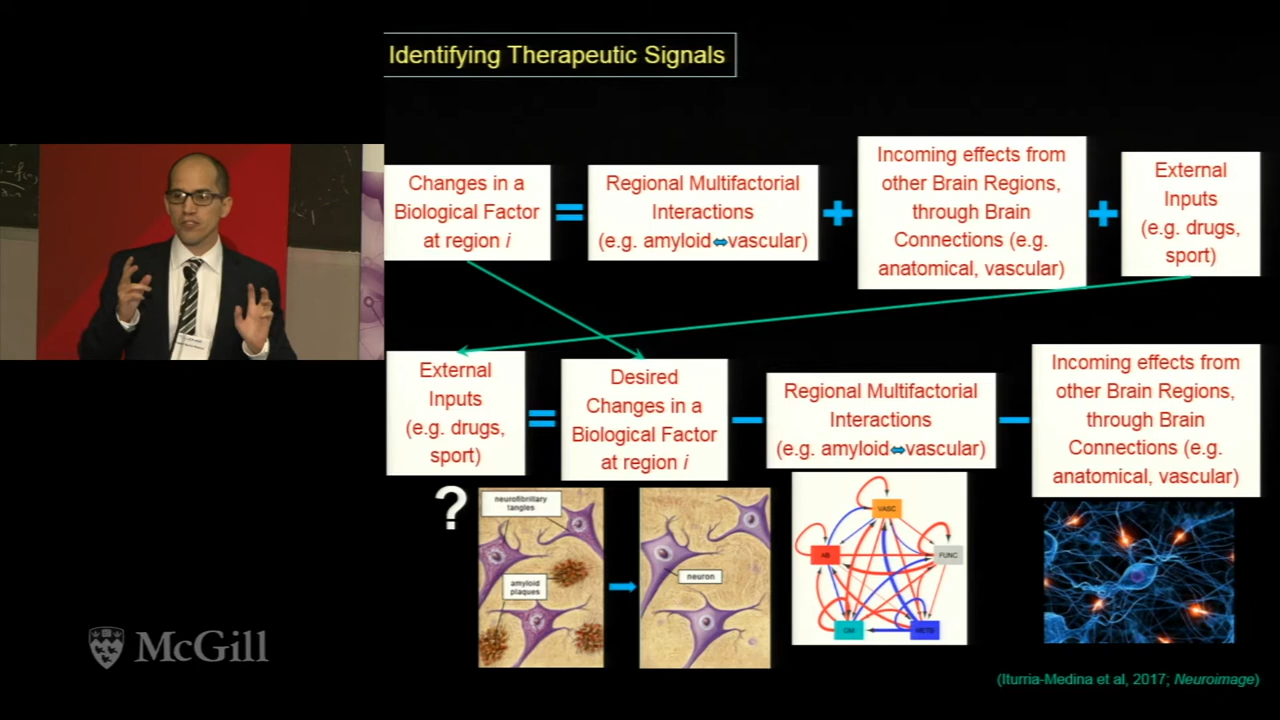 Identifying Therapeutic Signals
Changes in a
Biological Factor
at region i
=
Regional Multifactorial
Interactions
(e.g. amyloid⇔vascular)
+
Incoming effects from
other Brain Regions,
through Brain
Connections (e.g.
anatomical, vascular)
+
External
Inputs
(e.g. drugs,
sport)
External
Inputs
(e.g. drugs,
sport)
=
Desired
Changes in a
Biological Factor
at region i
−
Regional Multifactorial
Interactions
(e.g. amyloid⇔vascular)
−
Incoming effects from
other Brain Regions,
through Brain
Connections (e.g.
anatomical, vascular)
?
neurofibrillary
tangles
amyloid
plaques
neuron
VASC
AB
FUNC
GM
McGill
(Iturria-Medina et al, 2017; Neuroimage)